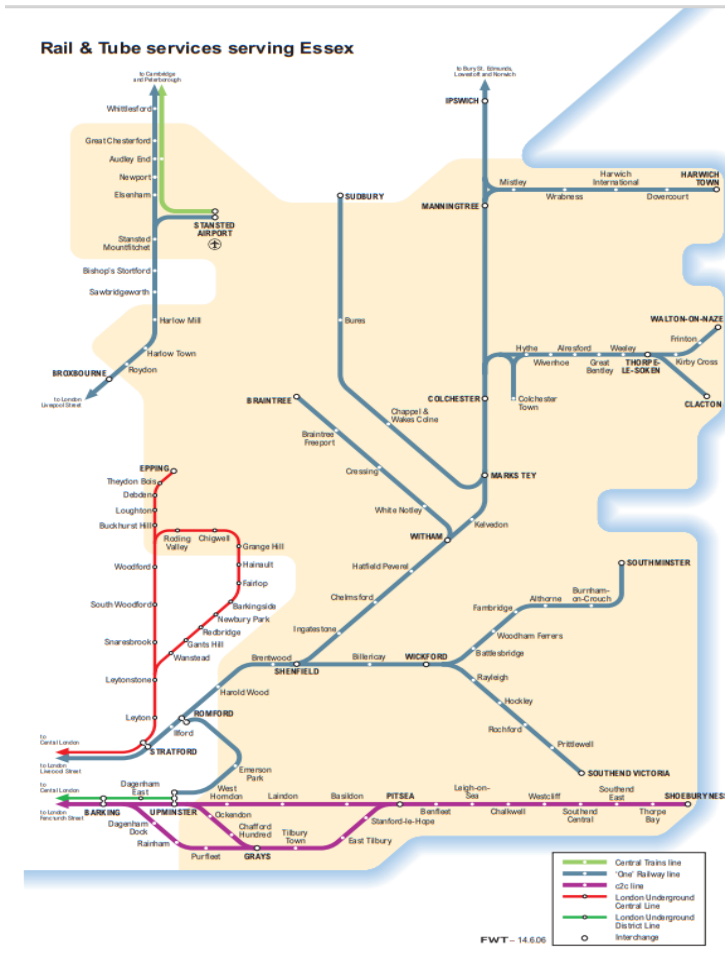 Rail & Tube services serving Essex
to Cambridge
and Peterborough
to Bury St. Edmunds,
Lowestoft and Norwich
Whittlesford
IPSWICH
Great Chesterford
Audley End
Newport
Elsenham
STANSTED
AIRPORT
Stansted
Mountfitchet
Bishop's Stortford
Sawbridgeworth
Harlow Mill
Harlow Town
Roydon
BROXBOURNE
to London
Liverpool Street
SUDBURY
Bures
Chappel &
Wakes Colne
MANNINGTREE
Mistley
Wrabness
Harwich
International
Dovercourt
HARWICH
TOWN
WALTON-ON-NAZE
Frinton
Kirby Cross
Hythe
Alresford
Weeley
Wivenhoe
Great
Bentley
THORPE-
LE-SOKEN
CLACTON
COLCHESTER
Colchester
Town
MARKS TEY
BRAINTREE
Braintree
Freeport
Cressing
White Notley
WITHAM
Kelvedon
Hatfield Peverel
Chelmsford
Ingatestone
EPPING
Theydon Bois
Debden
Loughton
Buckhurst Hill
Roding
Valley
Chigwell
Grange Hill
Hainault
Fairlop
Woodford
Barkingside
Newbury Park
Redbridge
Gants Hill
Wanstead
South Woodford
Snaresbrook
Leytonstone
Leyton
STRATFORD
Ilford
ROMFORD
Harold Wood
Brentwood
SHENFIELD
Billericay
WICKFORD
Battlesbridge
Woodham Ferrers
Fambridge
Althorne
Burnham-
on-Crouch
SOUTHMINSTER
Rayleigh
Hockley
Rochford
Prittlewell
SOUTHEND VICTORIA
to
Central London
to London
Liverpool Street
Emerson
Park
to
Central London
to London
Fenchurch Street
BARKING
Dagenham
East
UPMINSTER
Dagenham
Dock
Rainham
Purfleet
GRAYS
West
Horndon
Ockendon
Chafford
Hundred
Tilbury
Town
East Tilbury
Stanford-le-Hope
Laindon
Basildon
PITSEA
Benfleet
Leigh-on-
Sea
Chalkwell
Westcliff
Southend
Central
Southend
East
Thorpe
Bay
SHOEBURYNESS
Central Trains line
'One' Railway line
c2c line
London Underground
Central Line
London Underground
District Line
Interchange
FWT – 14.6.06